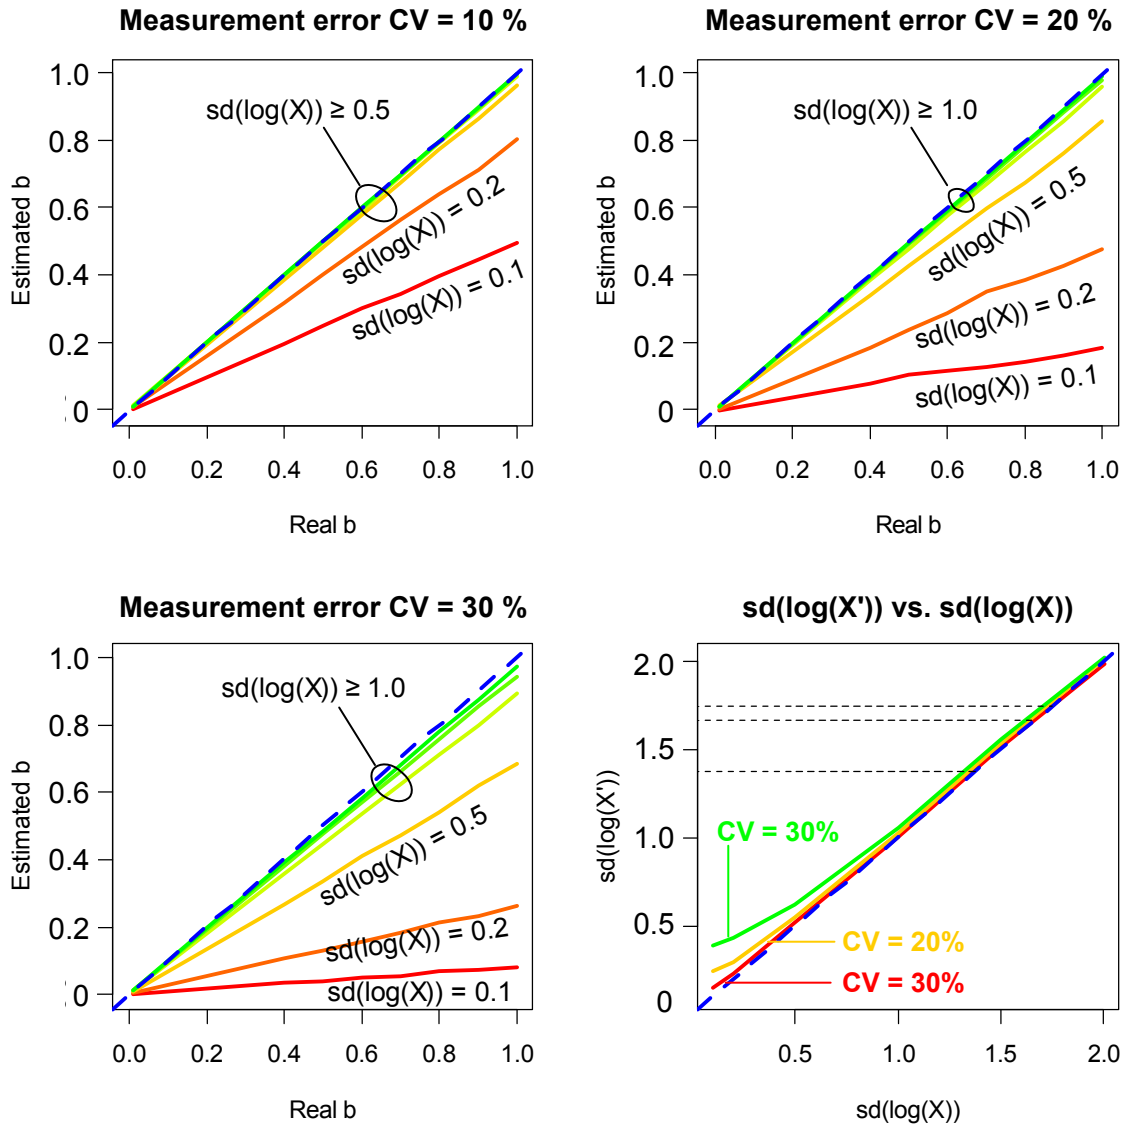 Measurement error CV = 10 %
Estimated b
1.0
0.8
0.6
0.4
0.2
0
sd(log(X)) ≥ 0.5
sd(log(X)) = 0.2
sd(log(X)) = 0.1
0.0 0.2 0.4 0.6 0.8 1.0
Real b
Measurement error CV = 20 %
Estimated b
1.0
0.8
0.6
0.4
0.2
0
sd(log(X)) ≥ 1.0
sd(log(X)) = 0.5
sd(log(X)) = 0.2
sd(log(X)) = 0.1
0.0 0.2 0.4 0.6 0.8 1.0
Real b
Measurement error CV = 30 %
Estimated b
1.0
0.8
0.6
0.4
0.2
0
sd(log(X)) ≥ 1.0
sd(log(X)) = 0.5
sd(log(X)) = 0.2
sd(log(X)) = 0.1
0.0 0.2 0.4 0.6 0.8 1.0
Real b
sd(log(X')) vs. sd(log(X))
sd(log(X'))
2.0
1.5
1.0
0.5
0
CV = 30%
CV = 20%
CV = 30%
0.5 1.0 1.5 2.0
sd(log(X))